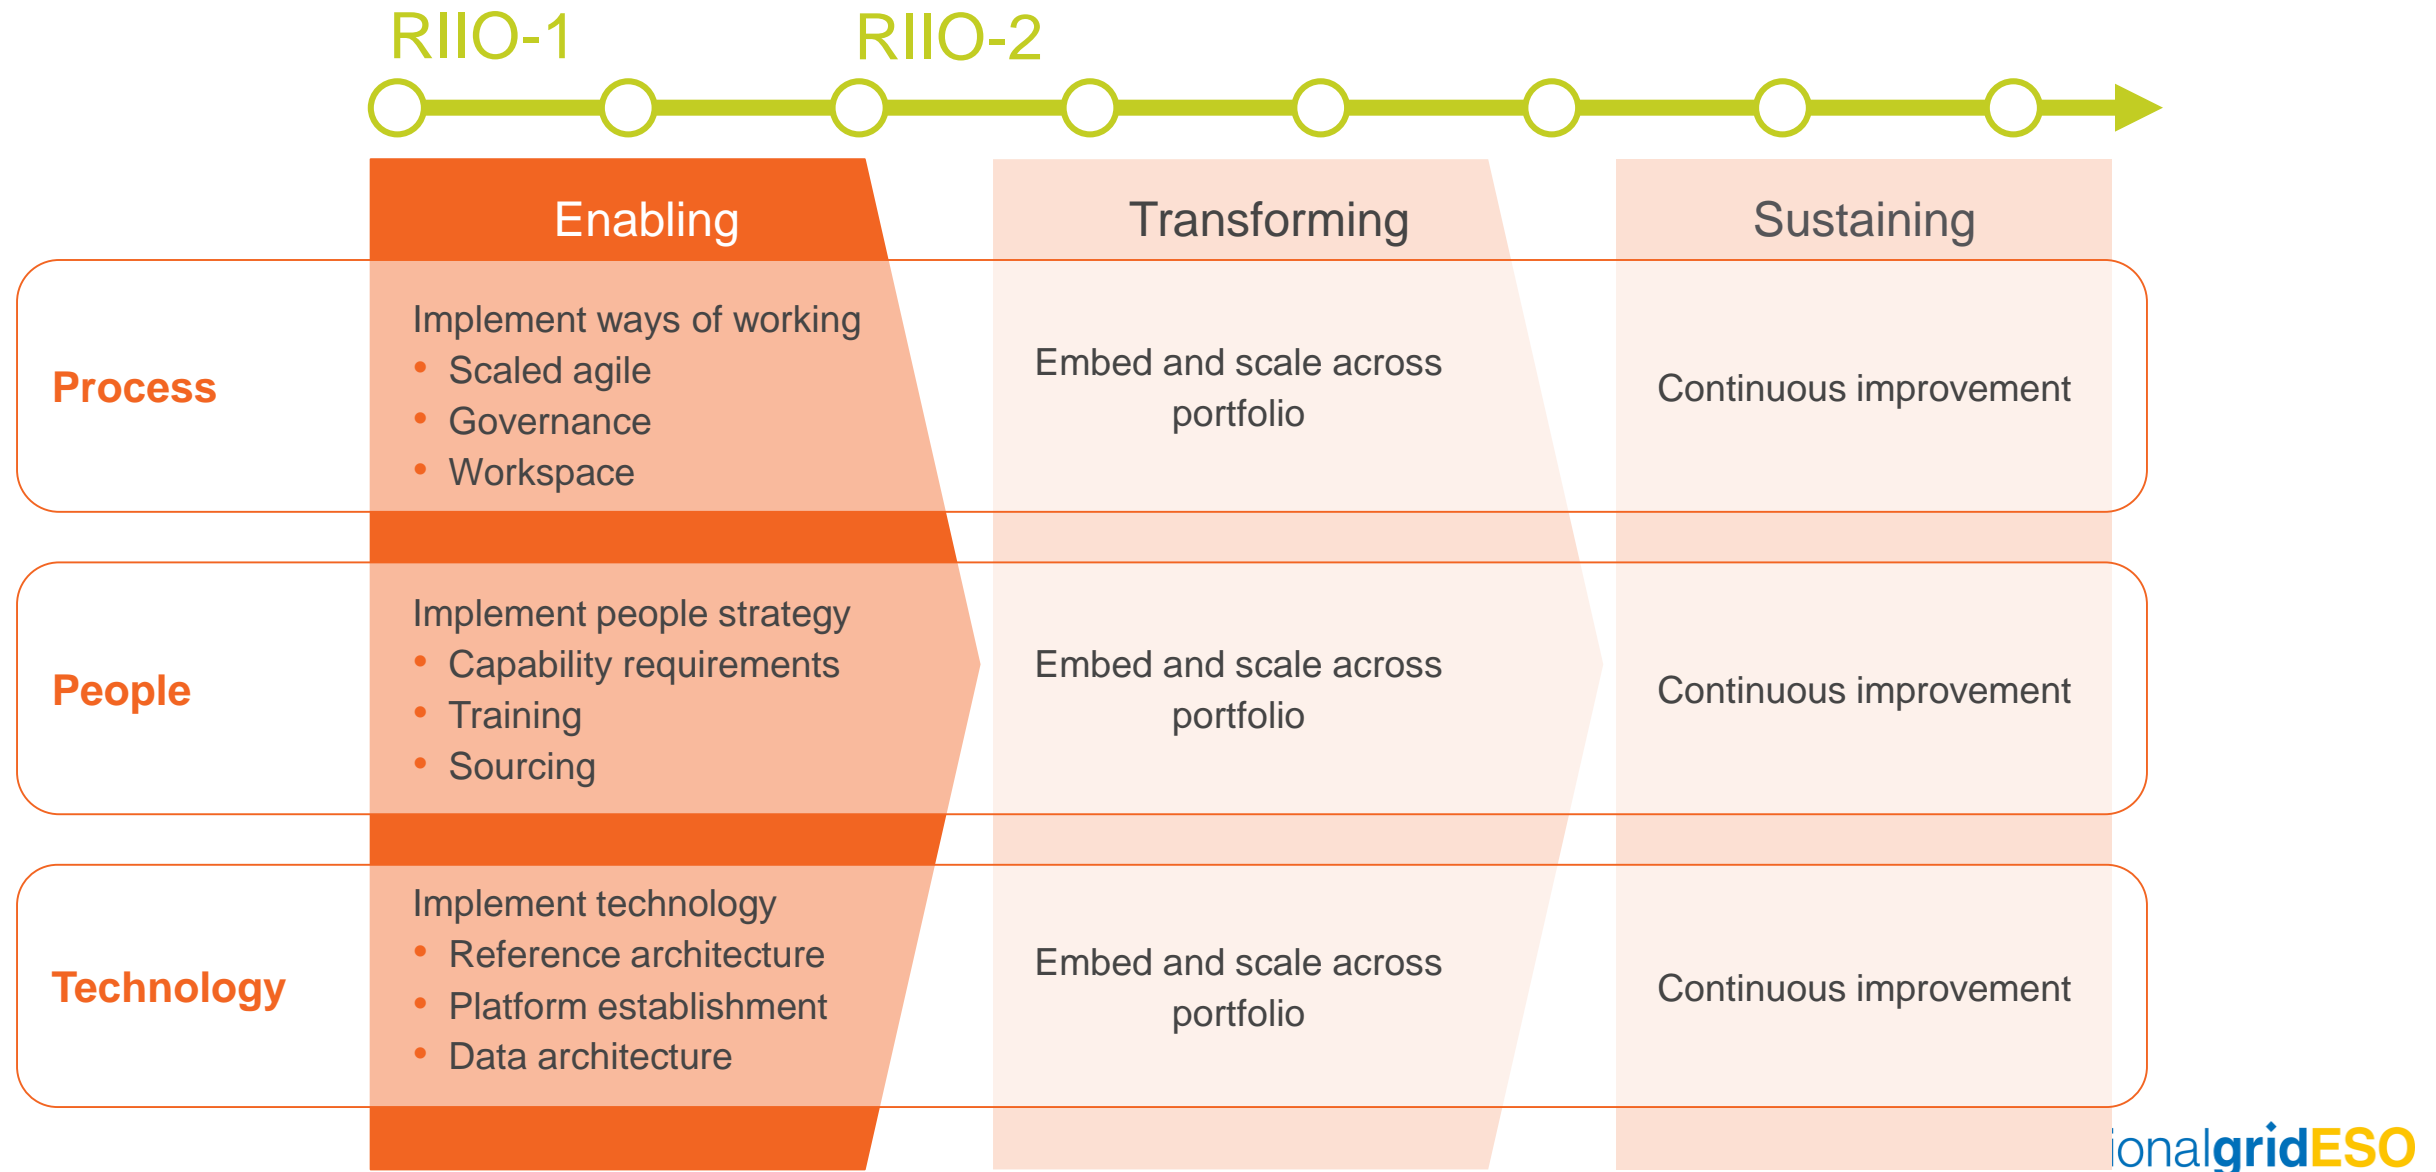 RIIO-1 RIIO-2
Enabling Transforming Sustaining
Process
Implement ways of working
• Scaled agile
• Governance
• Workspace
Embed and scale across
portfolio
Continuous improvement
People
Implement people strategy
• Capability requirements
• Training
• Sourcing
Embed and scale across
portfolio
Continuous improvement
Technology
Implement technology
• Reference architecture
• Platform establishment
• Data architecture
Embed and scale across
portfolio
Continuous improvement
ionalgridESO